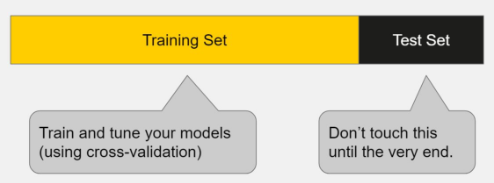 Training Set
Test Set
Train and tune your models
(using cross-validation)
Don't touch this
until the very end.